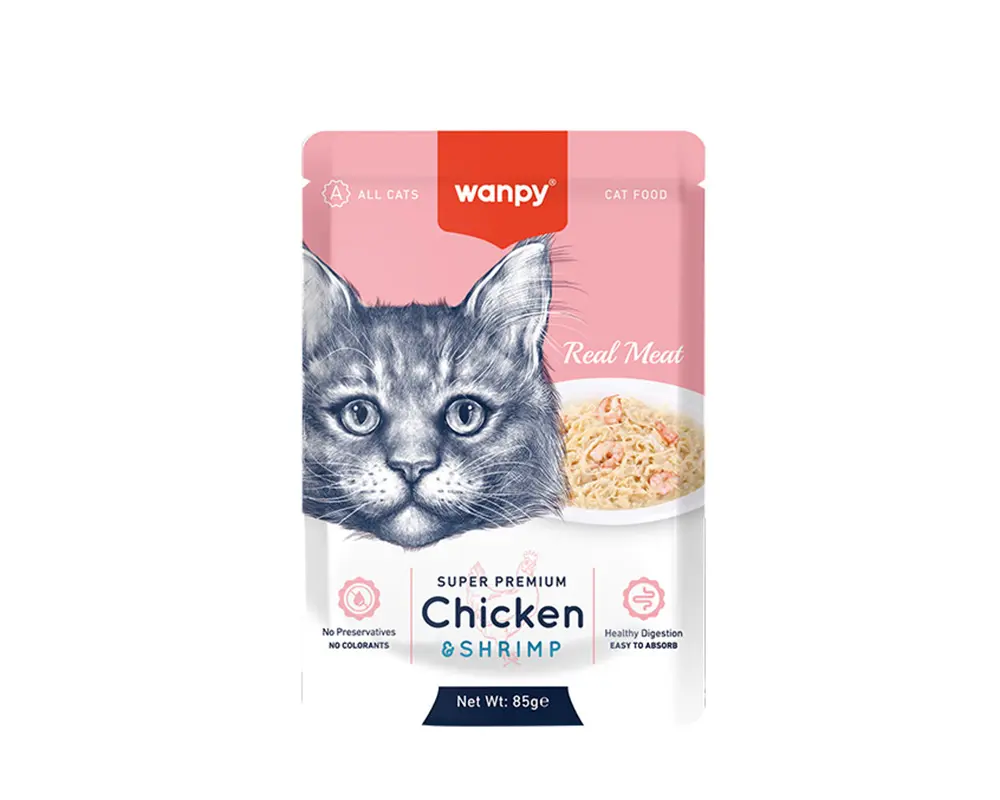 A ALL CATS
wanpy®
CAT FOOD
Real Meat
SUPER PREMIUM
Chicken
& SHRIMP
No Preservatives
NO COLORANTS
Healthy Digestion
EASY TO ABSORB
Net Wt: 85g℮